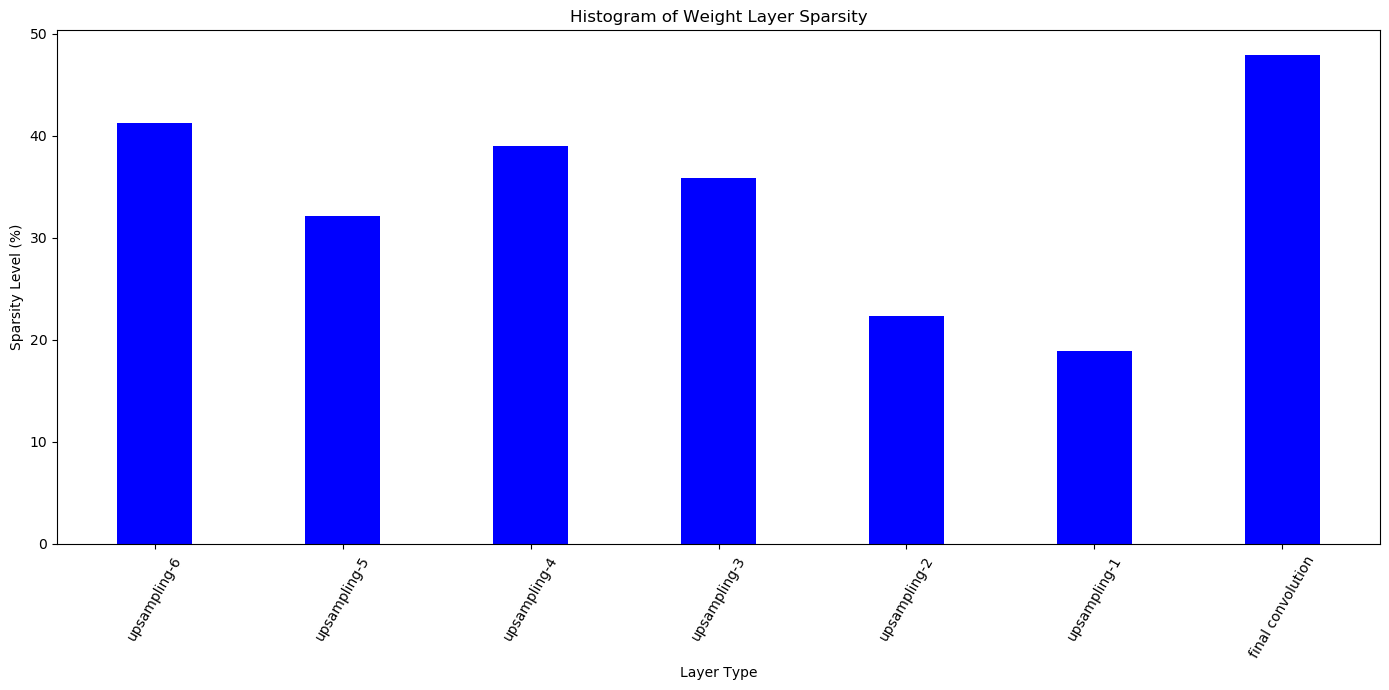 Histogram of Weight Layer Sparsity
Sparsity Level (%)
50
40
30
20
10
0
upsampling-6
upsampling-5
upsampling-4
upsampling-3
upsampling-2
upsampling-1
final convolution
Layer Type